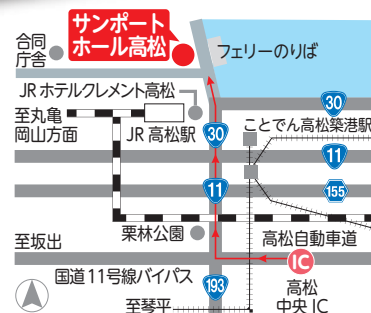 サンポート
ホール高松
合同
庁舎
フェリーのりば
JRホテルクレメント高松
30
至丸亀
岡山方面
JR高松駅
30
ことでん高松築港駅
11
11
155
栗林公園
高松自動車道
至坂出
IC
国道11号線バイパス
193
高松
中央IC
至琴平